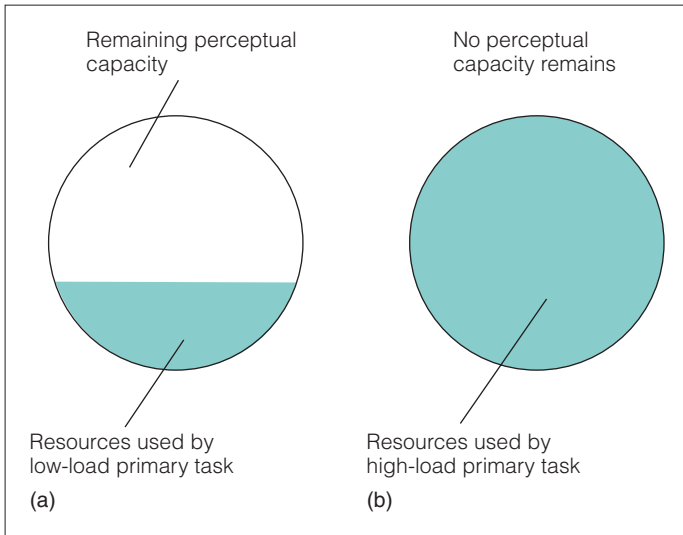 Remaining perceptual
capacity
No perceptual
capacity remains
Resources used by
low-load primary task
(a)
Resources used by
high-load primary task
(b)